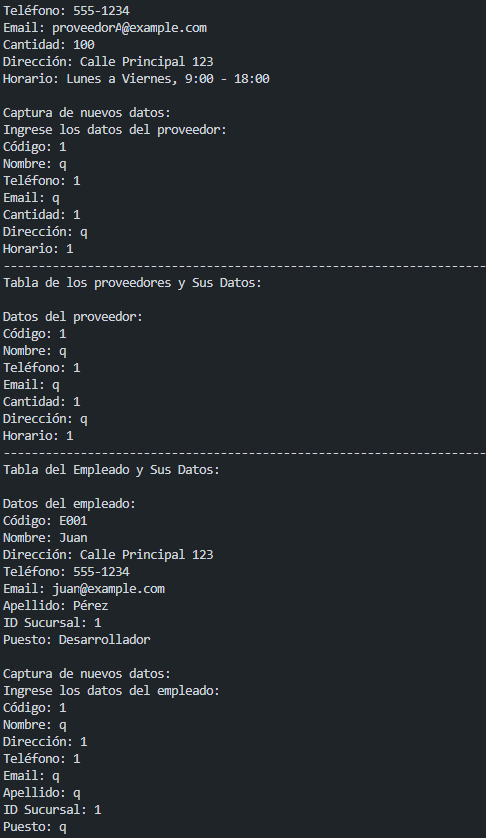 Teléfono: 555-1234
Email: proveedorA@example.com
Cantidad: 100
Dirección: Calle Principal 123
Horario: Lunes a Viernes, 9:00 - 18:00
Captura de nuevos datos:
Ingrese los datos del proveedor:
Código: 1
Nombre: q
Teléfono: 1
Email: q
Cantidad: 1
Dirección: q
Horario: 1
---------------------------------------------------------------------
Tabla de los proveedores y Sus Datos:
Datos del proveedor:
Código: 1
Nombre: q
Teléfono: 1
Email: q
Cantidad: 1
Dirección: q
Horario: 1
---------------------------------------------------------------------
Tabla del Empleado y Sus Datos:
Datos del empleado:
Código: E001
Nombre: Juan
Dirección: Calle Principal 123
Teléfono: 555-1234
Email: juan@example.com
Apellido: Pérez
ID Sucursal: 1
Puesto: Desarrollador
Captura de nuevos datos:
Ingrese los datos del empleado:
Código: 1
Nombre: q
Dirección: 1
Teléfono: 1
Email: q
Apellido: q
ID Sucursal: 1
Puesto: q